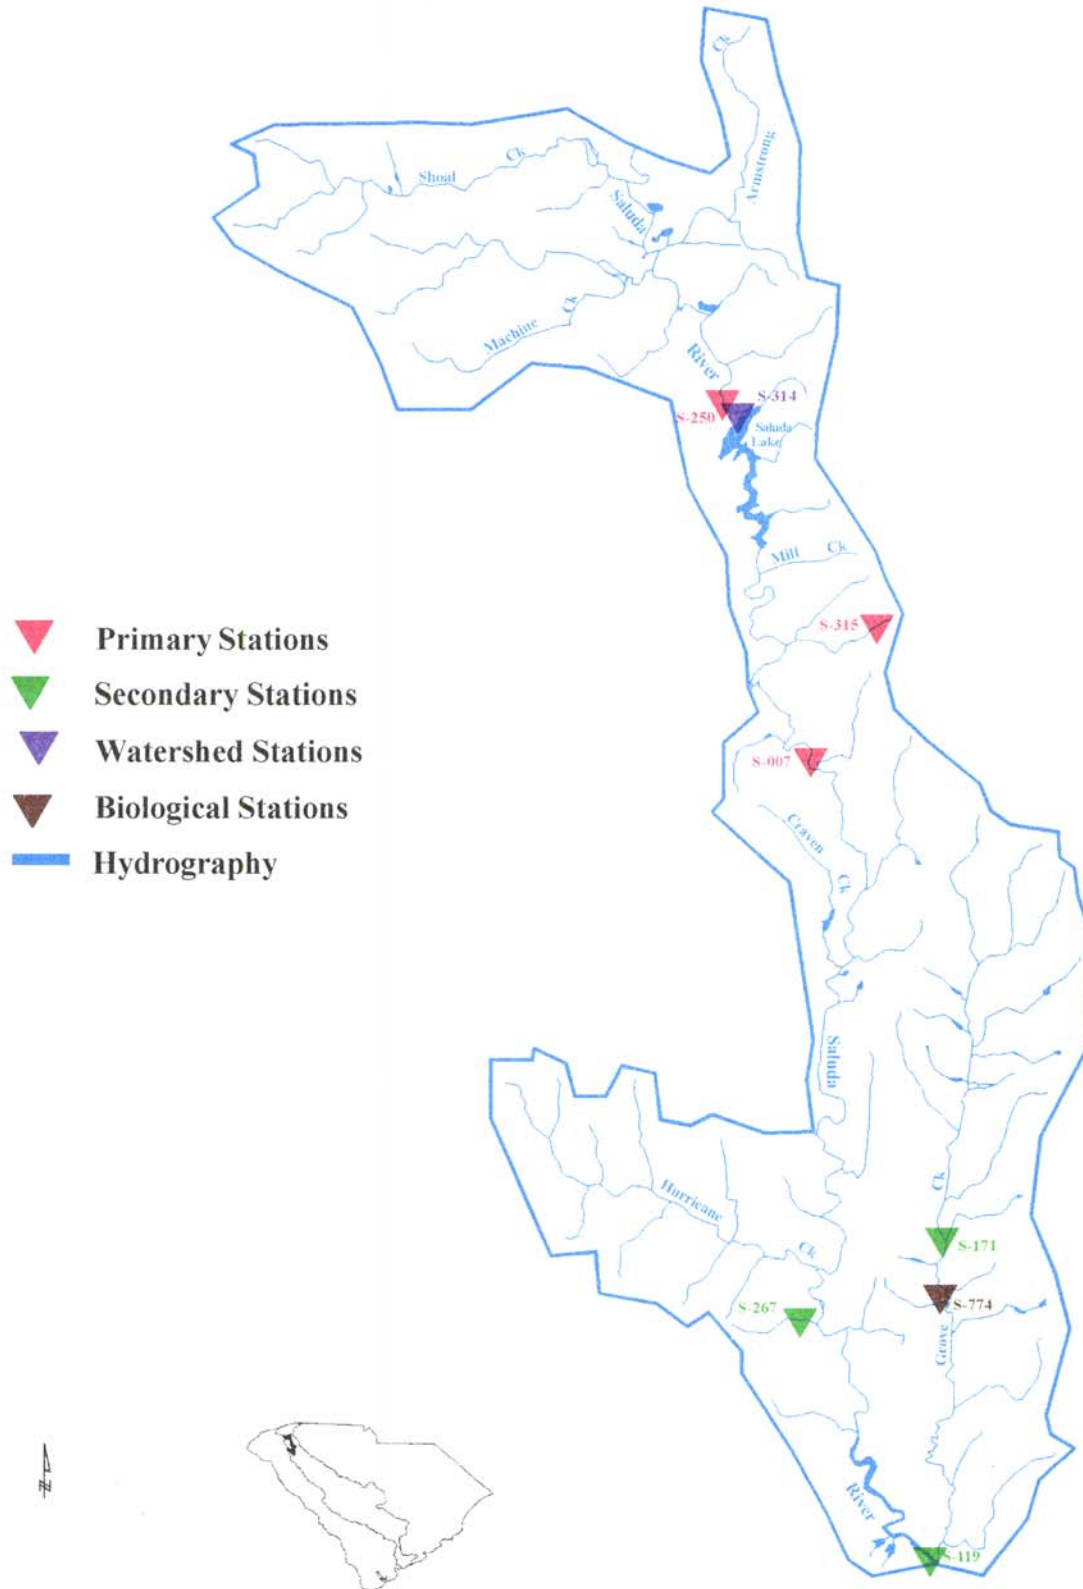 Ck
Armstrong
Shoal Ck
Saluda
Machine Ck
River
S-314
S-250
Saluda
Lake
Mill Ck
S-315
Primary Stations
Secondary Stations
Watershed Stations
Biological Stations
Hydrography
S-007
Craven
Ck
Saluda
Hurricane
Ck
Ck
S-171
S-267
S-774
Grove
N
River
S-119